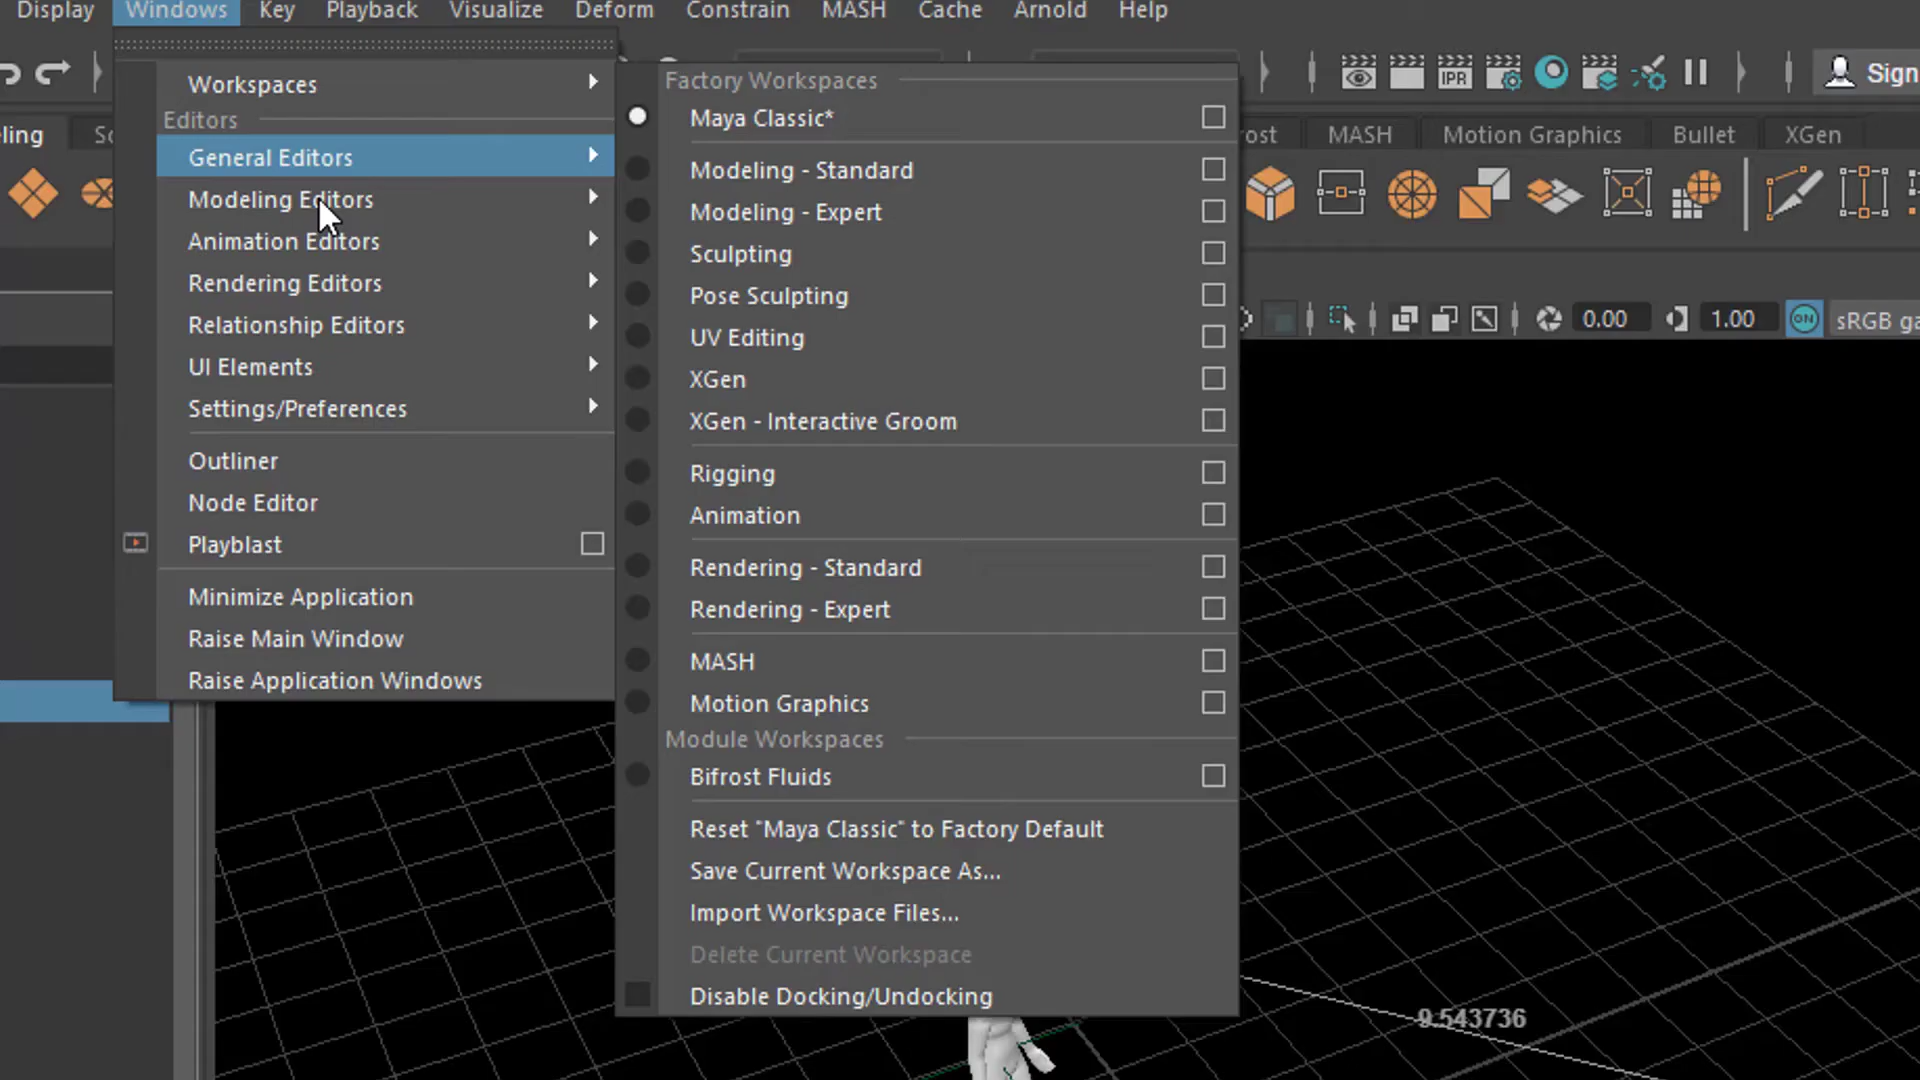 Display Windows Key Playback Visualize Deform Constrain MASH Cache Arnold Help
IPR
Sign
ling
MASH Motion Graphics Bullet XGen
0.00 1.00 ON sRGB
Workspaces
Editors
General Editors
Modeling Editors
Animation Editors
Rendering Editors
Relationship Editors
UI Elements
Settings/Preferences
Outliner
Node Editor
Playblast
Minimize Application
Raise Main Window
Raise Application Windows
Factory Workspaces
Maya Classic*
Modeling - Standard
Modeling - Expert
Sculpting
Pose Sculpting
UV Editing
XGen
XGen - Interactive Groom
Rigging
Animation
Rendering - Standard
Rendering - Expert
MASH
Motion Graphics
Module Workspaces
Bifrost Fluids
Reset "Maya Classic" to Factory Default
Save Current Workspace As...
Import Workspace Files...
Delete Current Workspace
Disable Docking/Undocking
9.543736